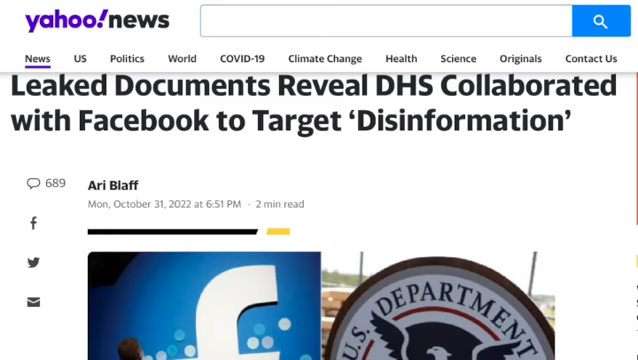 yahoo!news
News US Politics World COVID-19 Climate Change Health Science Originals Contact Us
Leaked Documents Reveal DHS Collaborated
with Facebook to Target ‘Disinformation’
689
Ari Blaff
Mon, October 31, 2022 at 6:51 PM · 2 min read
f
U.S. DEPARTMENT